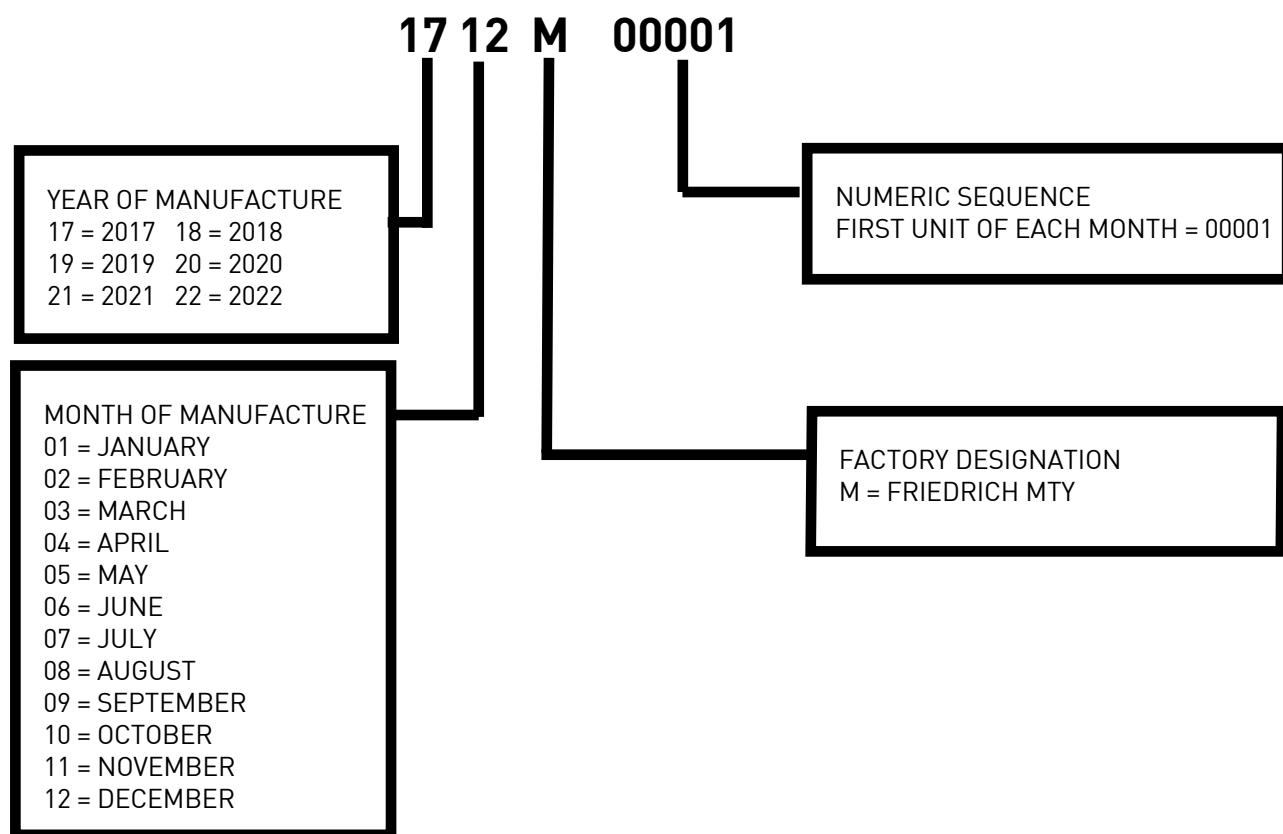 17 12 M 00001
YEAR OF MANUFACTURE
17 = 2017 18 = 2018
19 = 2019 20 = 2020
21 = 2021 22 = 2022
NUMERIC SEQUENCE
FIRST UNIT OF EACH MONTH = 00001
MONTH OF MANUFACTURE
01 = JANUARY
02 = FEBRUARY
03 = MARCH
04 = APRIL
05 = MAY
06 = JUNE
07 = JULY
08 = AUGUST
09 = SEPTEMBER
10 = OCTOBER
11 = NOVEMBER
12 = DECEMBER
FACTORY DESIGNATION
M = FRIEDRICH MTY